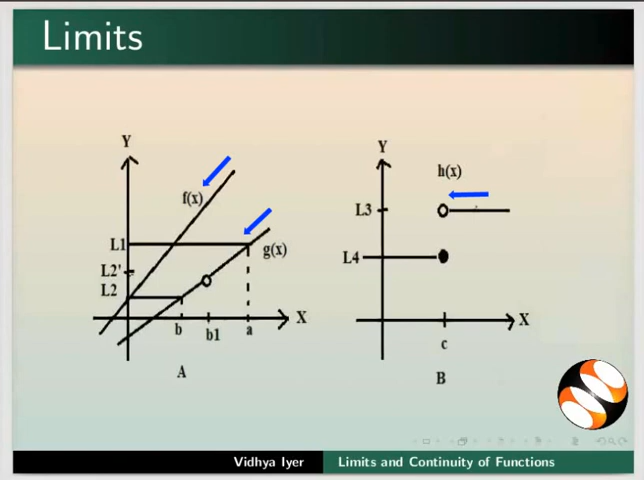 Limits
Y
f(x)
L1
g(x)
L2'
L2
X
b
b1
a
A
Y
h(x)
L3
L4
X
c
B
Vidhya Iyer
Limits and Continuity of Functions